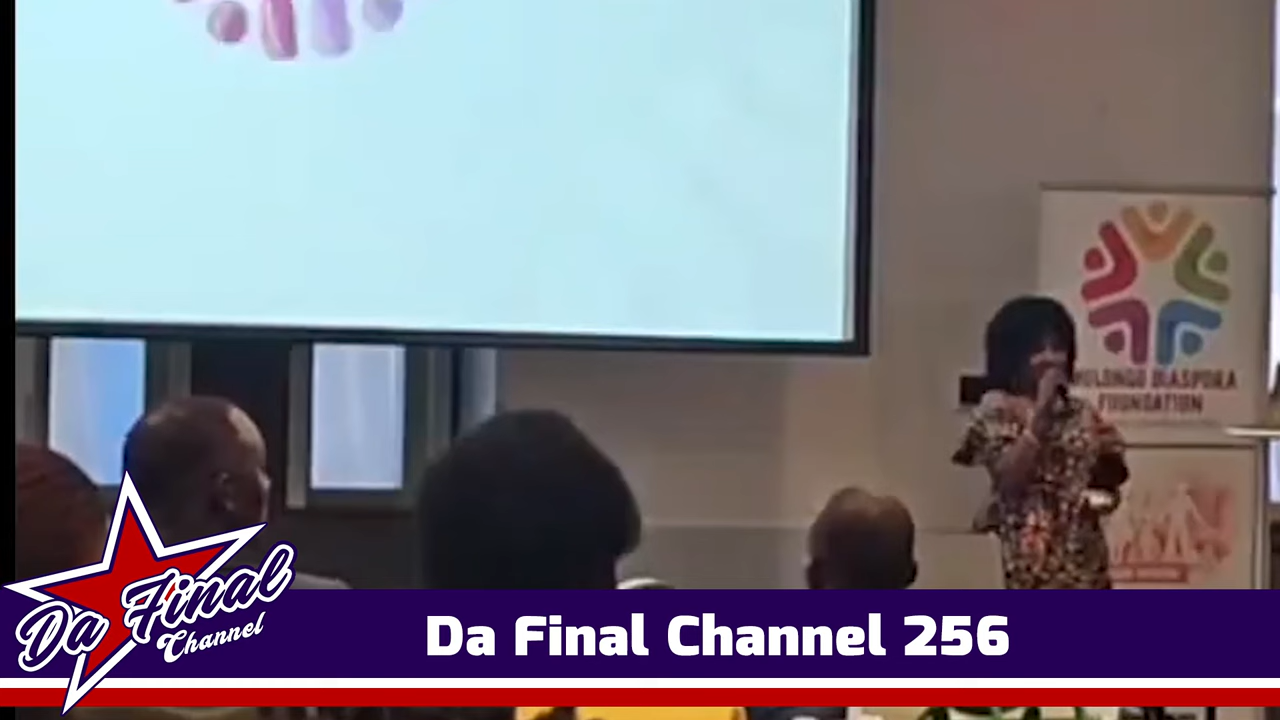 DIASPORA
FOUNDATION
Da Final
Channel
Da Final Channel 256